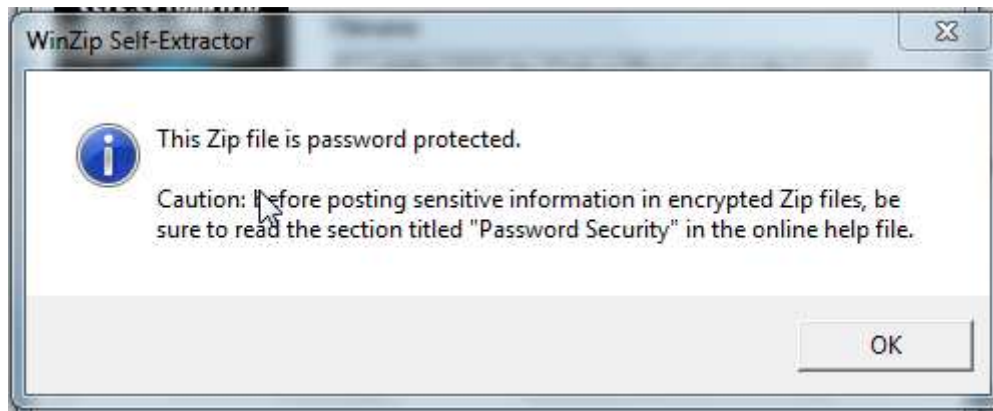 WinZip Self-Extractor
This Zip file is password protected.
Caution: before posting sensitive information in encrypted Zip files, be
sure to read the section titled "Password Security" in the online help file.
OK